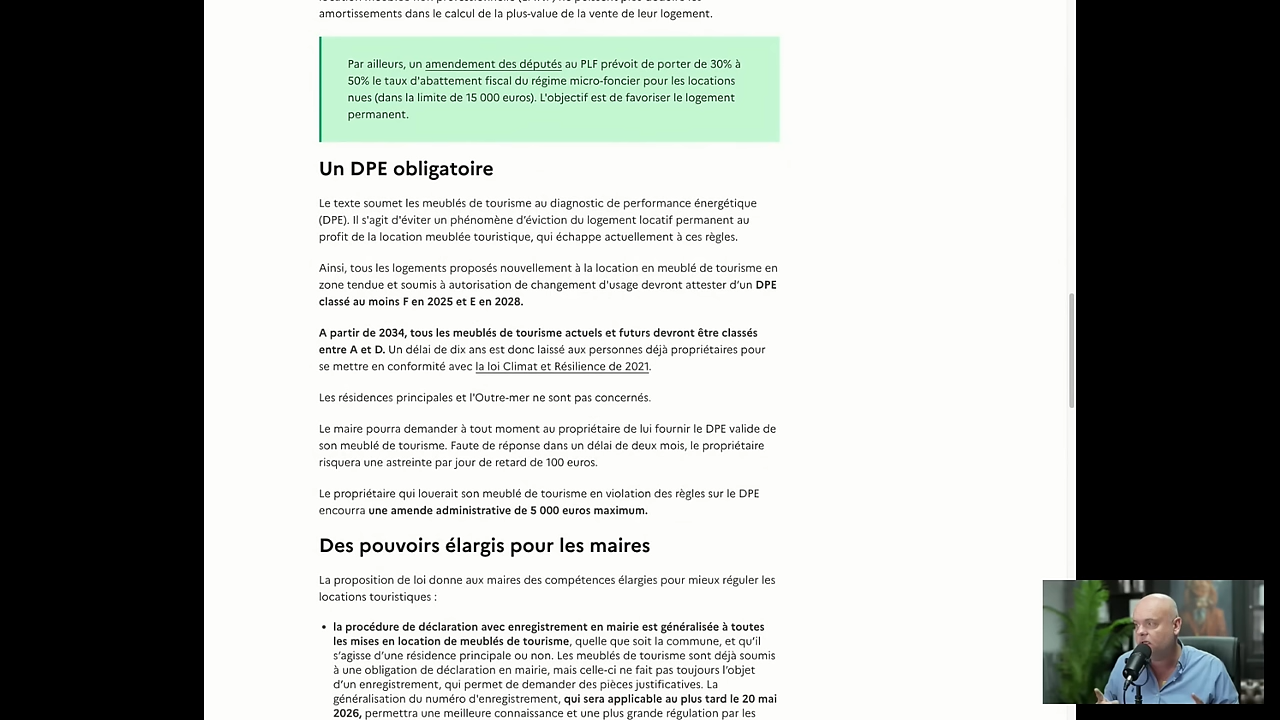 amortissements dans le calcul de la plus-value de la vente de leur logement.
Par ailleurs, un amendement des députés au PLF prévoit de porter de 30% à
50% le taux d'abattement fiscal du régime micro-foncier pour les locations
nues (dans la limite de 15 000 euros). L'objectif est de favoriser le logement
permanent.
Un DPE obligatoire
Le texte soumet les meublés de tourisme au diagnostic de performance énergétique
(DPE). Il s'agit d'éviter un phénomène d’éviction du logement locatif permanent au
profit de la location meublée touristique, qui échappe actuellement à ces règles.
Ainsi, tous les logements proposés nouvellement à la location en meublé de tourisme en
zone tendue et soumis à autorisation de changement d'usage devront attester d’un DPE
classé au moins F en 2025 et E en 2028.
A partir de 2034, tous les meublés de tourisme actuels et futurs devront être classés
entre A et D. Un délai de dix ans est donc laissé aux personnes déjà propriétaires pour
se mettre en conformité avec la loi Climat et Résilience de 2021.
Les résidences principales et l'Outre-mer ne sont pas concernés.
Le maire pourra demander à tout moment au propriétaire de lui fournir le DPE valide de
son meublé de tourisme. Faute de réponse dans un délai de deux mois, le propriétaire
risquera une astreinte par jour de retard de 100 euros.
Le propriétaire qui louerait son meublé de tourisme en violation des règles sur le DPE
encourra une amende administrative de 5 000 euros maximum.
Des pouvoirs élargis pour les maires
La proposition de loi donne aux maires des compétences élargies pour mieux réguler les
locations touristiques :
• la procédure de déclaration avec enregistrement en mairie est généralisée à toutes
les mises en location de meublés de tourisme, quelle que soit la commune, et qu’il
s’agisse d’une résidence principale ou non. Les meublés de tourisme sont déjà soumis
à une obligation de déclaration en mairie, mais celle-ci ne fait pas toujours l’objet
d’un enregistrement, qui permet de demander des pièces justificatives. La
généralisation du numéro d'enregistrement, qui sera applicable au plus tard le 20 mai
2026, permettra une meilleure connaissance et une plus grande régulation par les